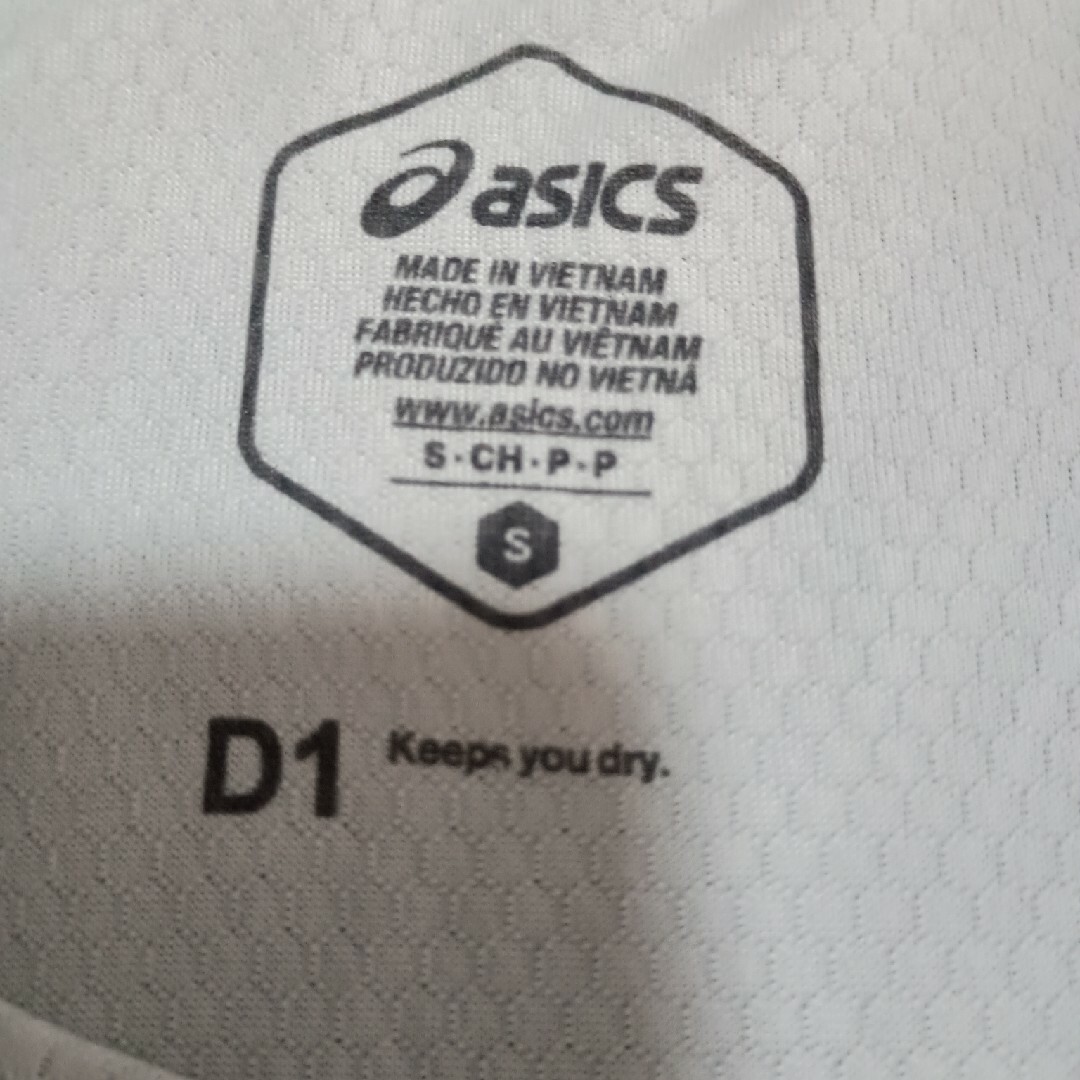 asics
MADE IN VIETNAM
HECHO EN VIETNAM
FABRIQUÉ AU VIÊTNAM
PRODUZIDO NO VIETNÃ
www.asics.com
S·CH·P·P
S
D1 Keeps you dry.